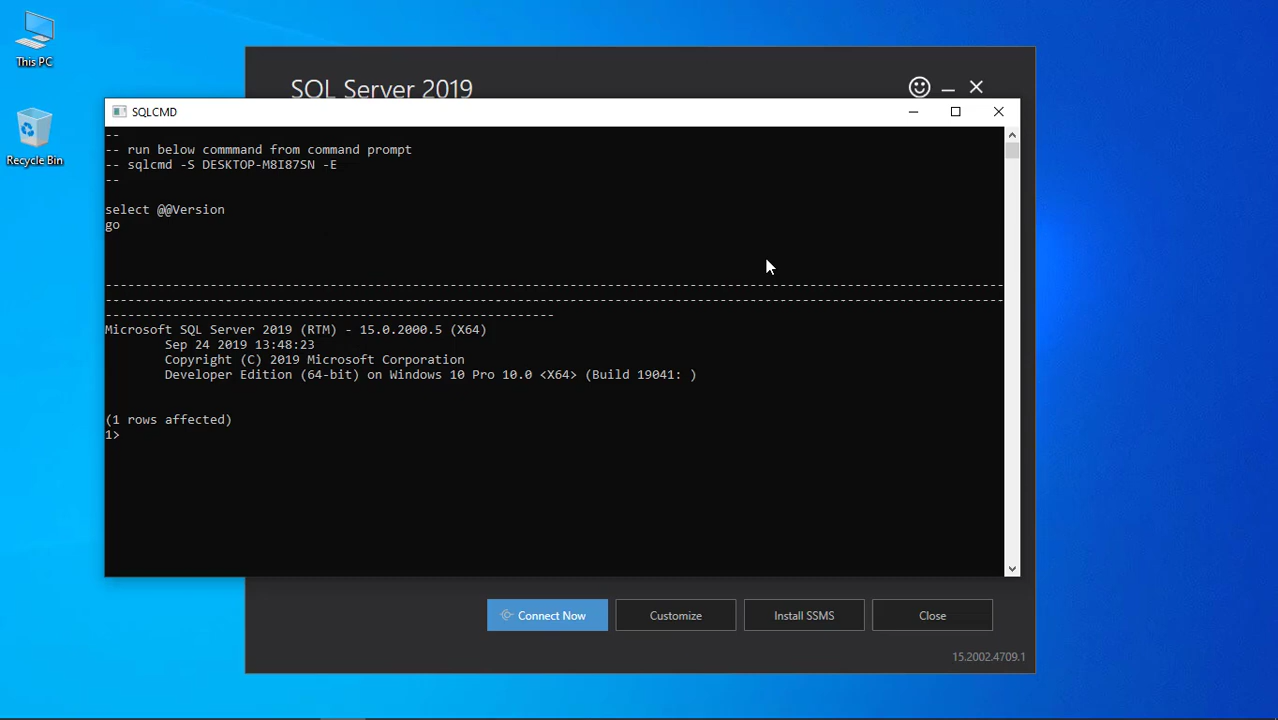 This PC
Recycle Bin
SQL Server 2019
SQLCMD
--
-- run below commmand from command prompt
-- sqlcmd -S DESKTOP-M8I87SN -E
--
select @@Version
go
------------------------------------------------------------------------------------------------------------------------
------------------------------------------------------------------------------------------------------------------------
------------------------------------------------------------
Microsoft SQL Server 2019 (RTM) - 15.0.2000.5 (X64)
Sep 24 2019 13:48:23
Copyright (C) 2019 Microsoft Corporation
Developer Edition (64-bit) on Windows 10 Pro 10.0 <X64> (Build 19041: )
(1 rows affected)
1>
Connect Now
Customize
Install SSMS
Close
15.2002.4709.1